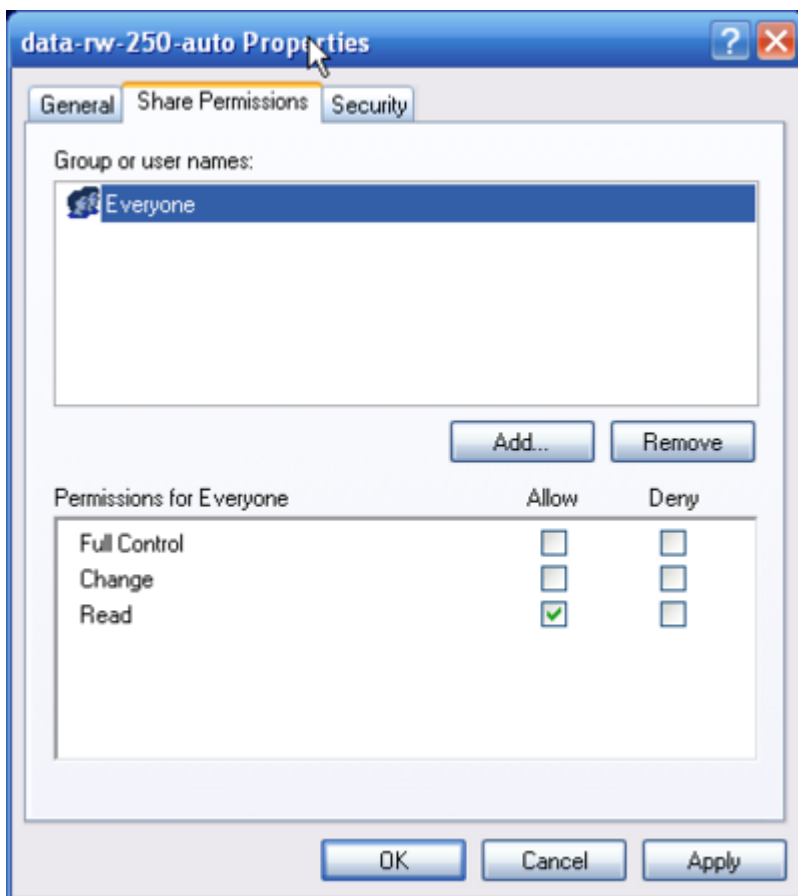 data-rw-250-auto Properties
General Share Permissions Security
Group or user names:
Everyone
Add... Remove
Permissions for Everyone Allow Deny
Full Control
Change
Read
OK Cancel Apply